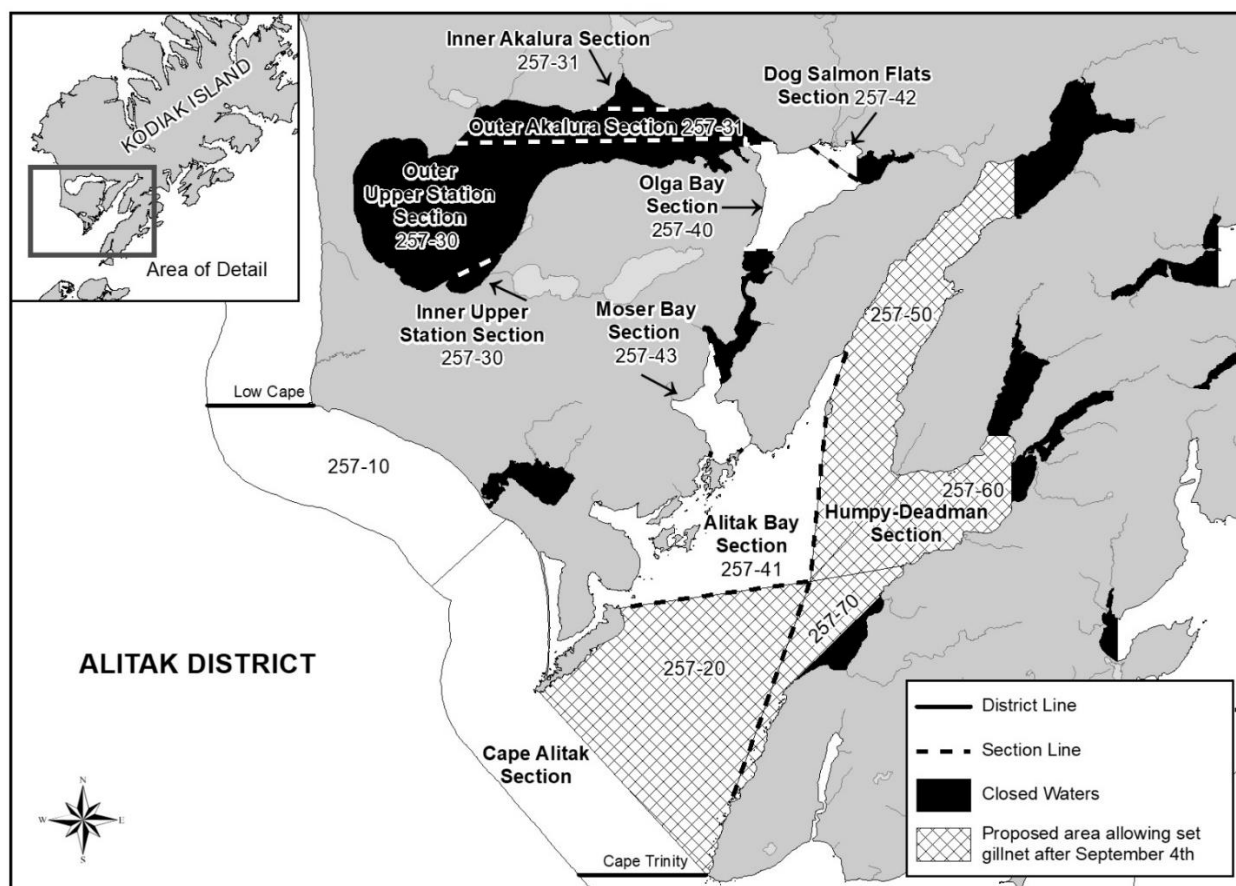 KODIAK ISLAND
Area of Detail
Inner Akalura Section
257-31
Dog Salmon Flats
Section 257-42
Outer Akalura Section 257-31
Outer
Upper Station
Section
257-30
Olga Bay
Section
257-40
Inner Upper
Station Section
257-30
Moser Bay
Section
257-43
257-50
Low Cape
257-10
257-60
Humpy-Deadman
Section
Alitak Bay
Section
257-41
257-70
257-20
ALITAK DISTRICT
Cape Alitak
Section
Cape Trinity
N
W E
S
District Line
Section Line
Closed Waters
Proposed area allowing set
gillnet after September 4th